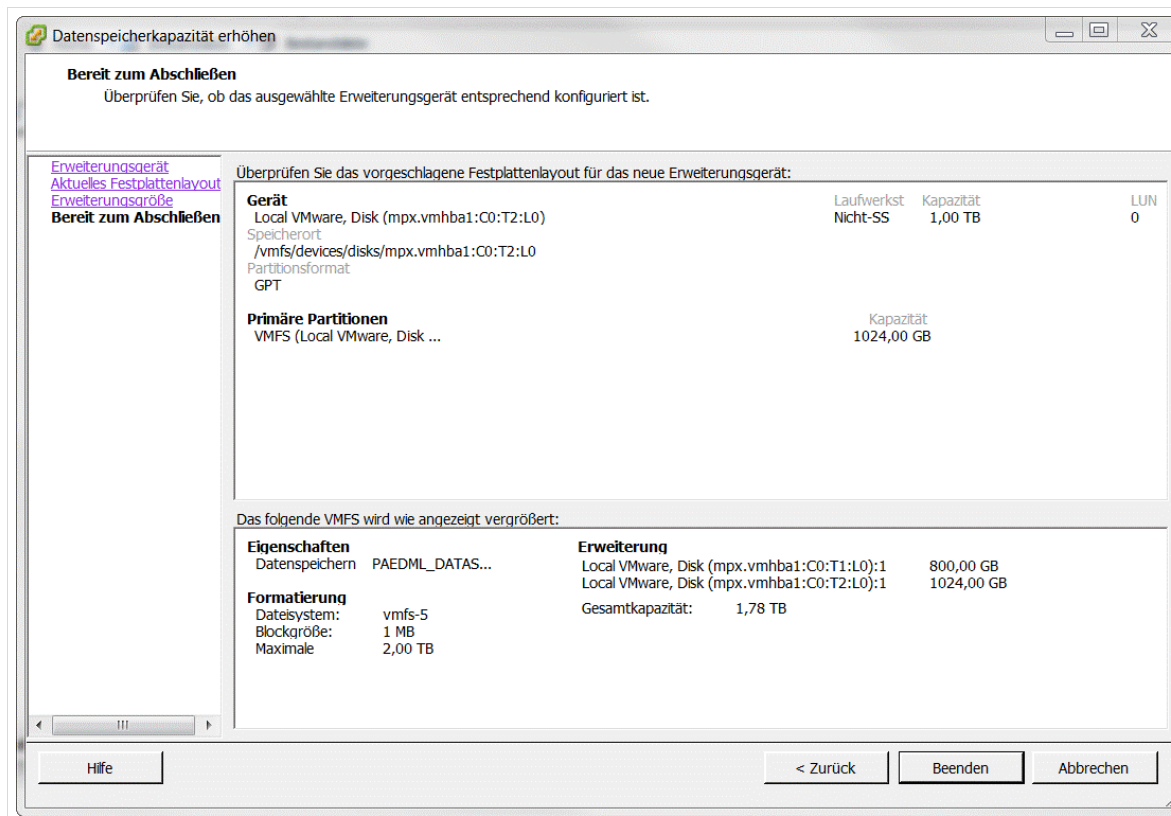 Datenspeicherkapazität erhöhen
Bereit zum Abschließen
Überprüfen Sie, ob das ausgewählte Erweiterungsgerät entsprechend konfiguriert ist.
Erweiterungsgerät
Aktuelles Festplattenlayout
Erweiterungsgröße
Bereit zum Abschließen
Überprüfen Sie das vorgeschlagene Festplattenlayout für das neue Erweiterungsgerät:
Gerät Laufwerkst Kapazität LUN
Local VMware, Disk (mpx.vmhba1:C0:T2:L0) Nicht-SS 1,00 TB 0
Speicherort
/vmfs/devices/disks/mpx.vmhba1:C0:T2:L0
Partitionsformat
GPT
Primäre Partitionen Kapazität
VMFS (Local VMware, Disk ... 1024,00 GB
Das folgende VMFS wird wie angezeigt vergrößert:
Eigenschaften
Datenspeichern PAEDML_DATAS...
Formatierung
Dateisystem: vmfs-5
Blockgröße: 1 MB
Maximale 2,00 TB
Erweiterung
Local VMware, Disk (mpx.vmhba1:C0:T1:L0):1 800,00 GB
Local VMware, Disk (mpx.vmhba1:C0:T2:L0):1 1024,00 GB
Gesamtkapazität: 1,78 TB
Hilfe
< Zurück
Beenden
Abbrechen